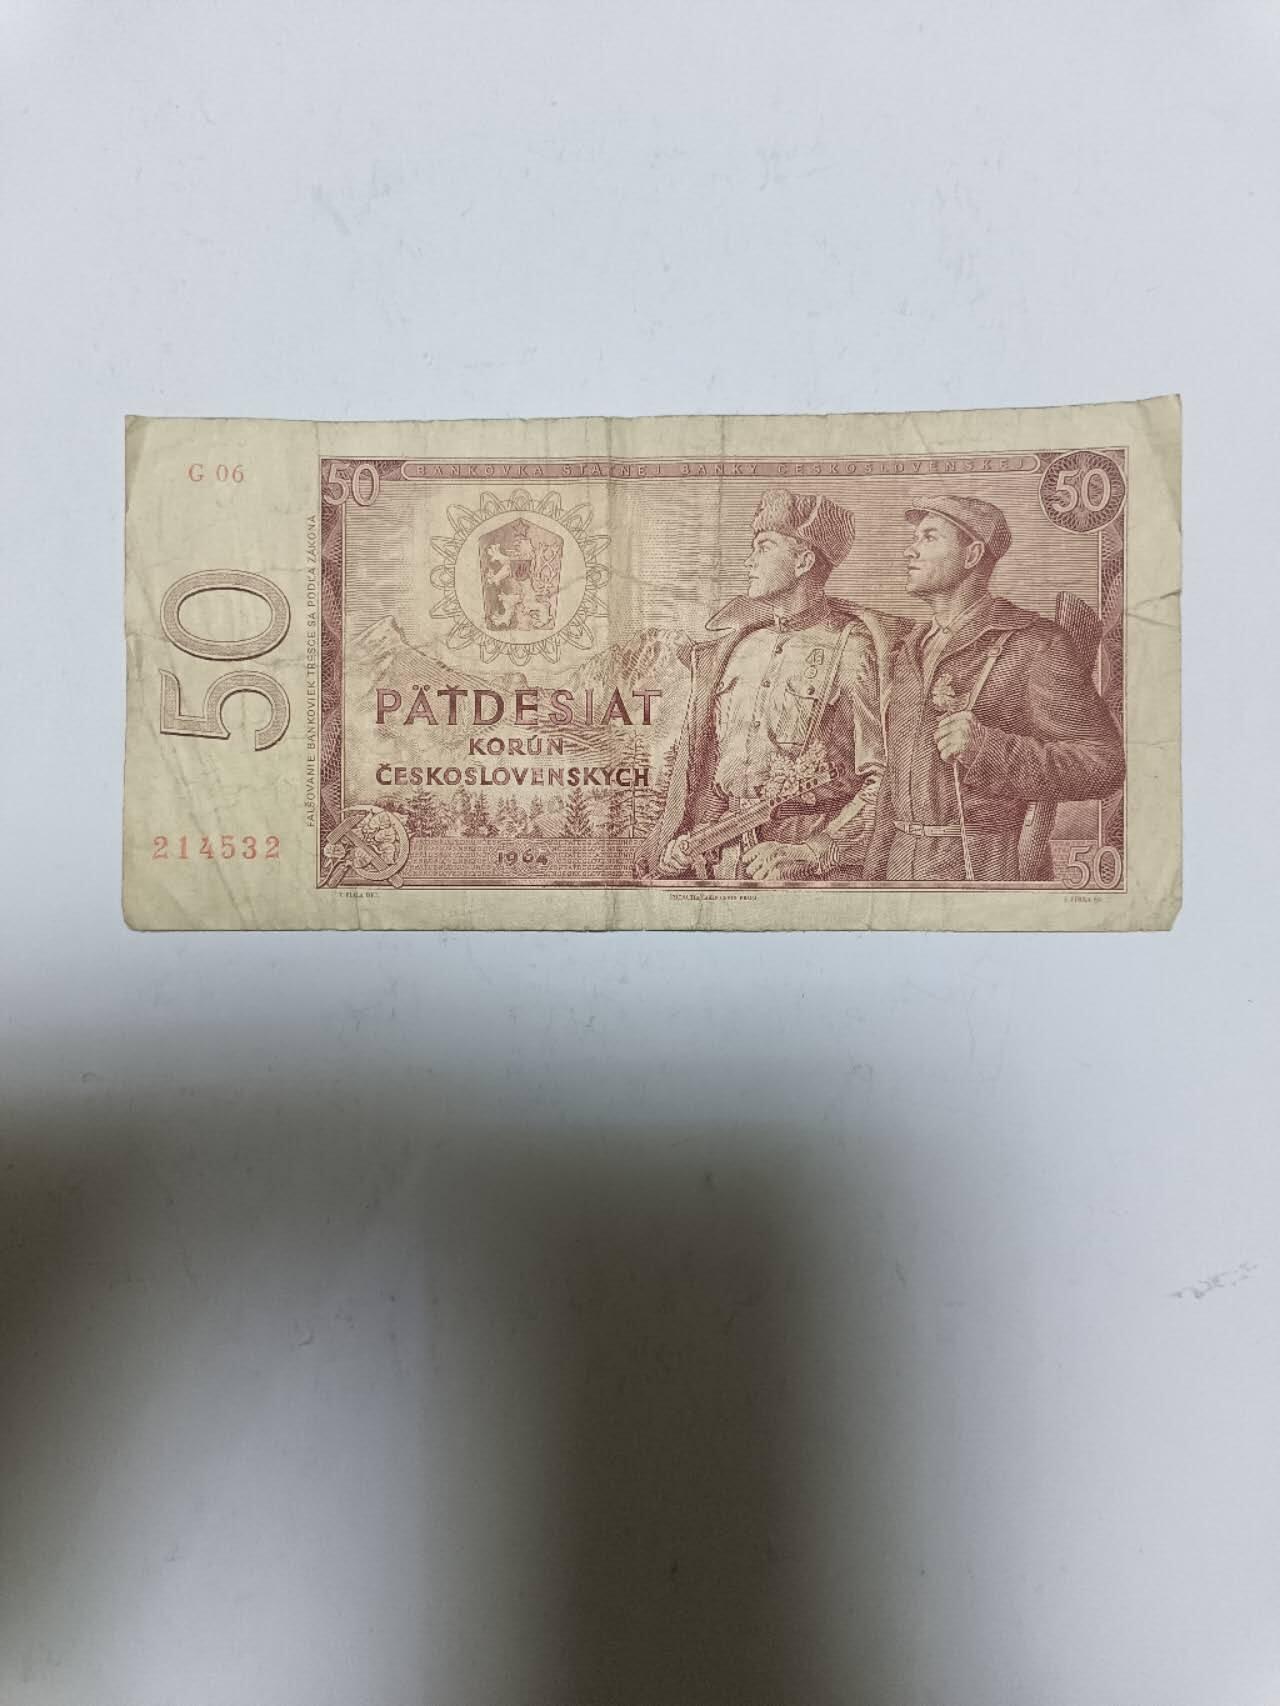 G 06
50
BANKOVKA STÁTNEJ BANKY ČESKOSLOVENSKEJ
50
50
FALŠOVANIE BANKOVIEK TRESCE SA PODĽA ZÁKONA
PÄŤDESIAT
KORÚN
ČESKOSLOVENSKÝCH
214532
1964
50